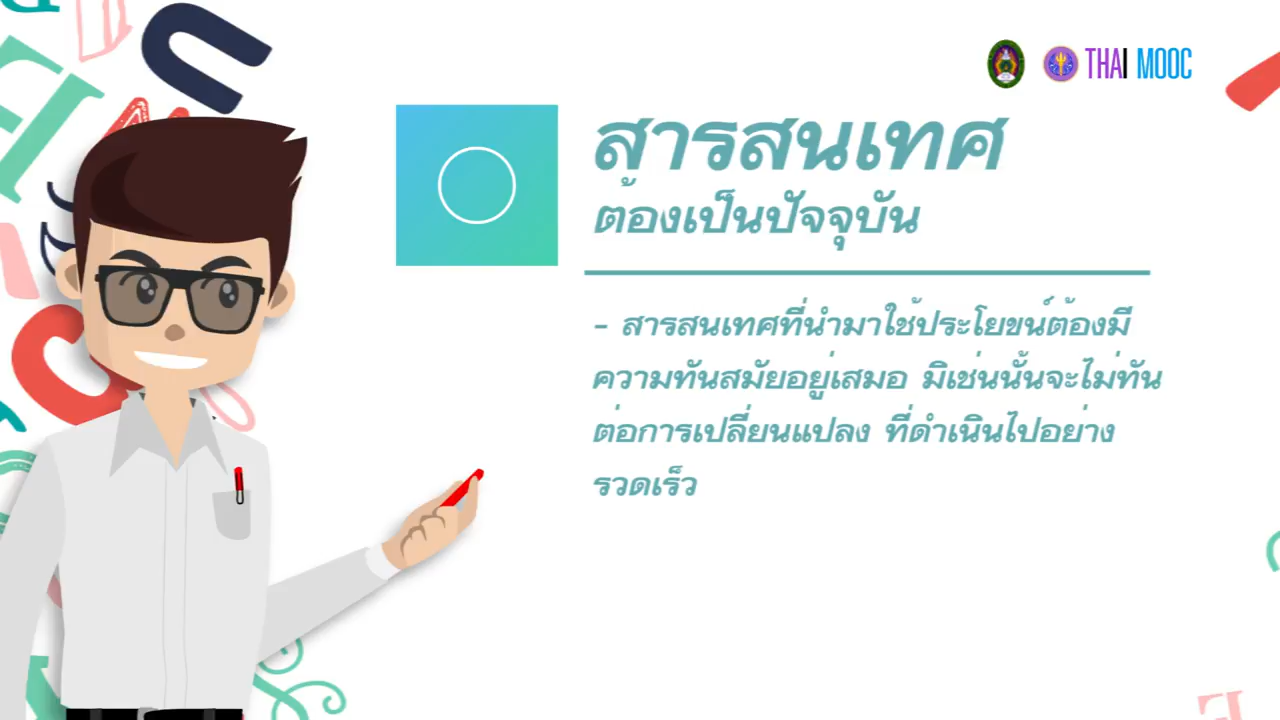 THAI MOOC
สารสนเทศ
ต้องเป็นปัจจุบัน
- สารสนเทศที่นำมาใช้ประโยขน์ต้องมี
ความทันสมัยอยู่เสมอ มิเช่นนั้นจะไม่ทัน
ต่อการเปลี่ยนแปลง ที่ดำเนินไปอย่าง
รวดเร็ว